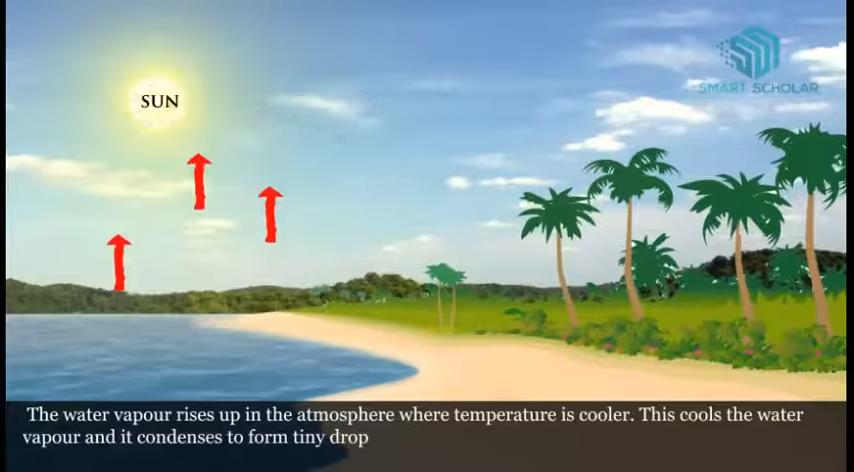 SUN
SMART SCHOLAR
The water vapour rises up in the atmosphere where temperature is cooler. This cools the water
vapour and it condenses to form tiny drop